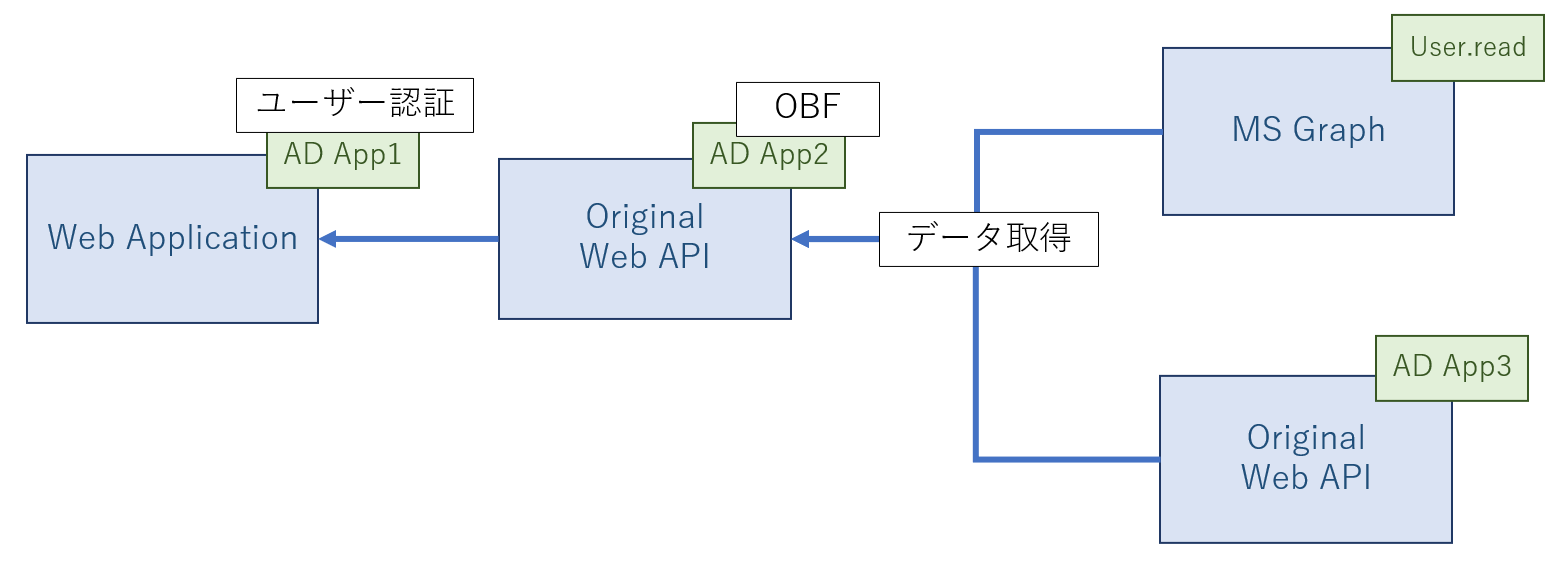 ユーザー認証
AD App1
Web Application
OBF
AD App2
Original
Web API
データ取得
User.read
MS Graph
AD App3
Original
Web API